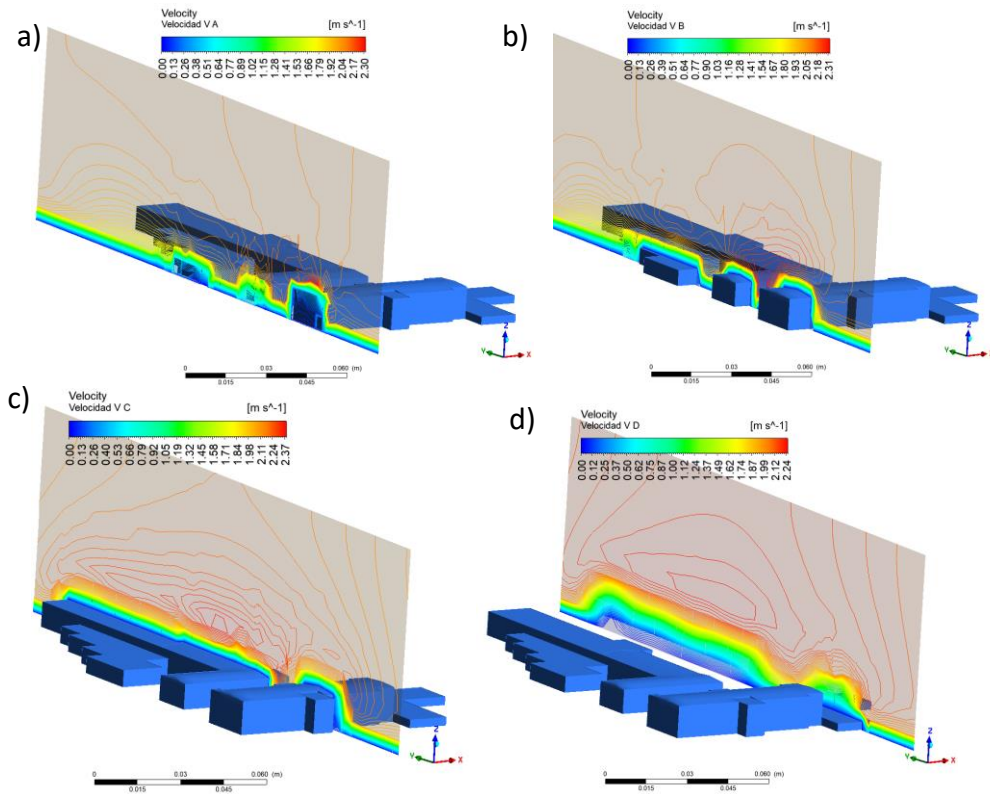 a)
Velocity
Velocidad V A [m s^-1]
0.00 0.13 0.26 0.38 0.51 0.64 0.77 0.89 1.02 1.15 1.28 1.41 1.53 1.66 1.79 1.92 2.04 2.17 2.30
Z
Y X
0 0.03 0.060 (m)
0.015 0.045
b)
Velocity
Velocidad V B [m s^-1]
0.00 0.13 0.26 0.39 0.51 0.64 0.77 0.90 1.03 1.16 1.28 1.41 1.54 1.67 1.80 1.93 2.05 2.18 2.31
Z
Y
0 0.03 0.060 (m)
0.015 0.045
c)
Velocity
Velocidad V C [m s^-1]
0.00 0.13 0.26 0.40 0.53 0.66 0.79 0.92 1.05 1.19 1.32 1.45 1.58 1.71 1.84 1.98 2.11 2.24 2.37
Z
Y X
0 0.03 0.060 (m)
0.015 0.045
d)
Velocity
Velocidad V D [m s^-1]
0.00 0.12 0.25 0.37 0.50 0.62 0.75 0.87 1.00 1.12 1.24 1.37 1.49 1.62 1.74 1.87 1.99 2.12 2.24
Z
Y X
0 0.03 0.060 (m)
0.015 0.045